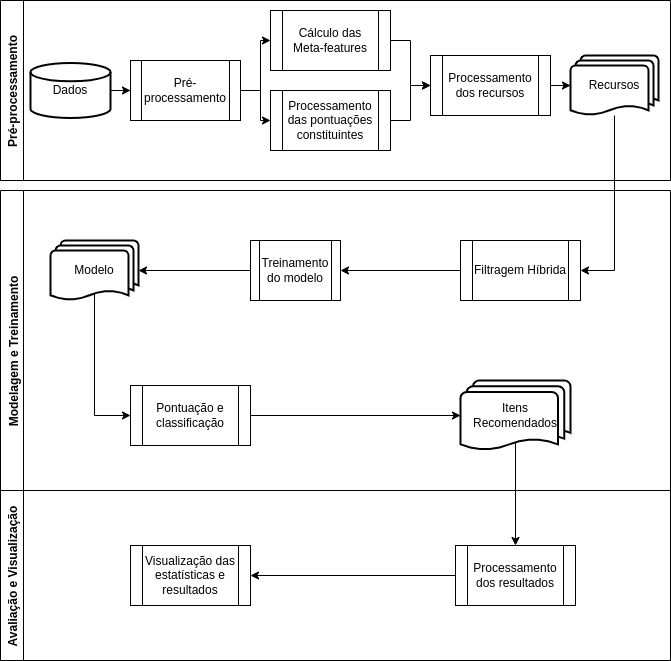 Pré-processamento
Dados
Pré-
processamento
Cálculo das
Meta-features
Processamento
das pontuações
constituintes
Processamento
dos recursos
Recursos
Modelagem e Treinamento
Modelo
Treinamento
do modelo
Filtragem Híbrida
Pontuação e
classificação
Itens
Recomendados
Avaliação e Visualização
Visualização das
estatísticas e
resultados
Processamento
dos resultados